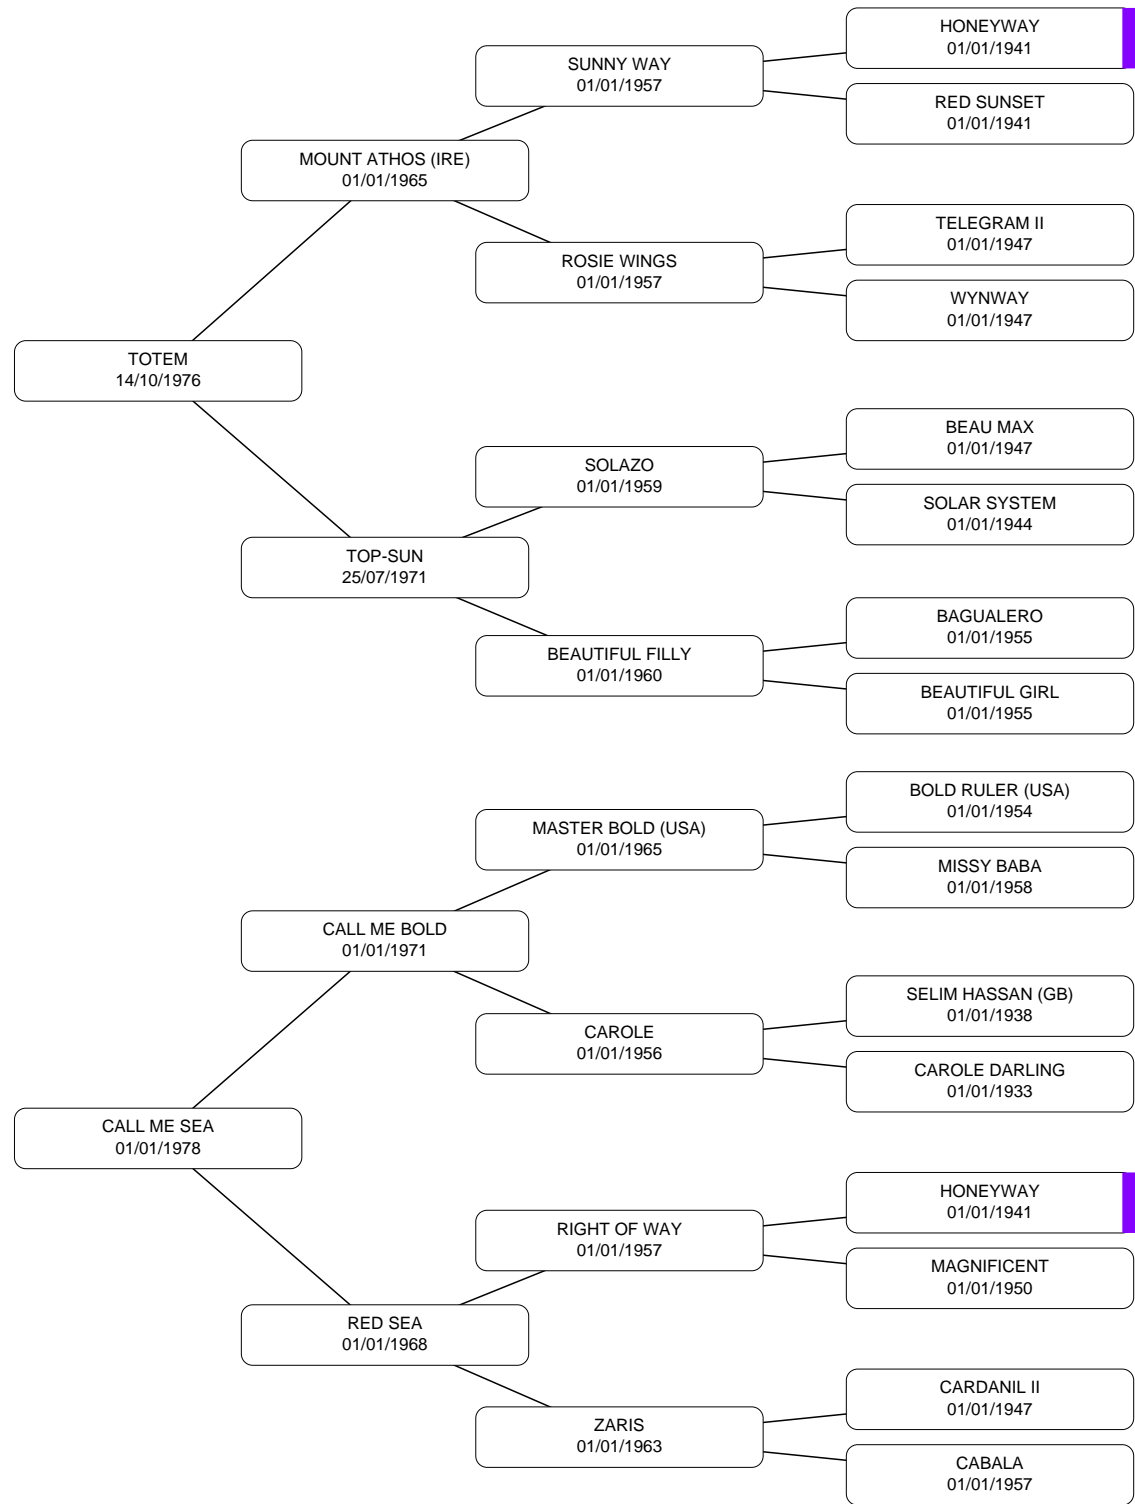 HONEYWAY
01/01/1941
SUNNY WAY
01/01/1957
RED SUNSET
01/01/1941
MOUNT ATHOS (IRE)
01/01/1965
TELEGRAM II
01/01/1947
ROSIE WINGS
01/01/1957
WYNWAY
01/01/1947
TOTEM
14/10/1976
BEAU MAX
01/01/1947
SOLAZO
01/01/1959
SOLAR SYSTEM
01/01/1944
TOP-SUN
25/07/1971
BAGUALERO
01/01/1955
BEAUTIFUL FILLY
01/01/1960
BEAUTIFUL GIRL
01/01/1955
BOLD RULER (USA)
01/01/1954
MASTER BOLD (USA)
01/01/1965
MISSY BABA
01/01/1958
CALL ME BOLD
01/01/1971
SELIM HASSAN (GB)
01/01/1938
CAROLE
01/01/1956
CAROLE DARLING
01/01/1933
CALL ME SEA
01/01/1978
HONEYWAY
01/01/1941
RIGHT OF WAY
01/01/1957
MAGNIFICENT
01/01/1950
RED SEA
01/01/1968
CARDANIL II
01/01/1947
ZARIS
01/01/1963
CABALA
01/01/1957